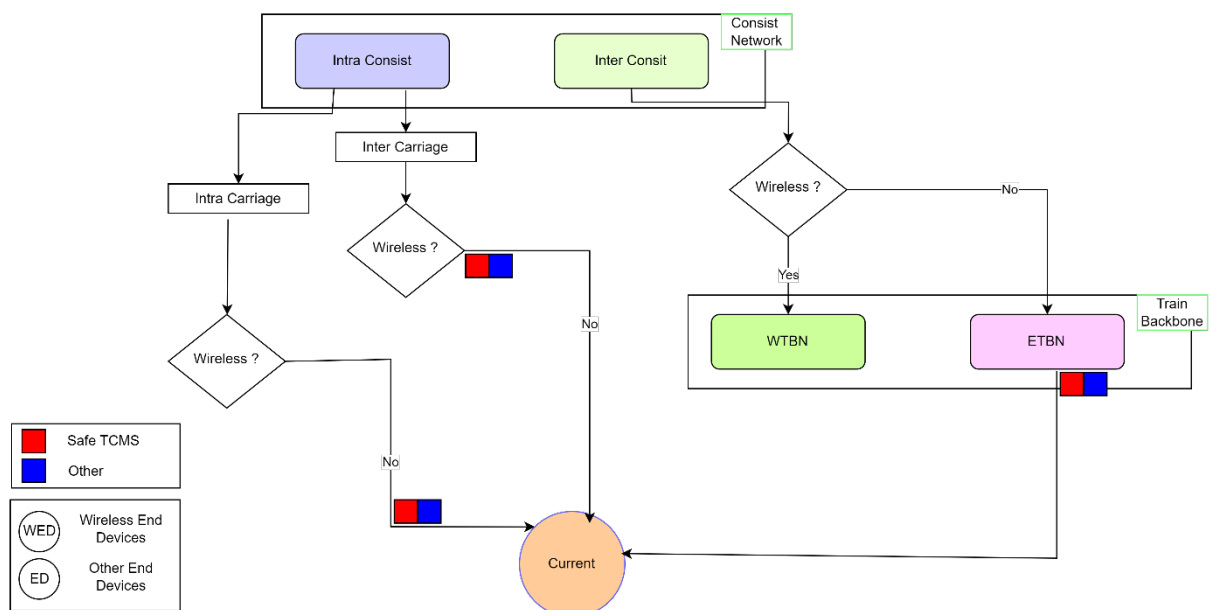 Consist
Network
Intra Consist
Inter Consit
Inter Carriage
Intra Carriage
Wireless ?
No
Wireless ?
Yes
Train
Backbone
No
WTBN
ETBN
Wireless ?
Safe TCMS
Other
No
WED
Wireless End
Devices
ED
Other End
Devices
Current